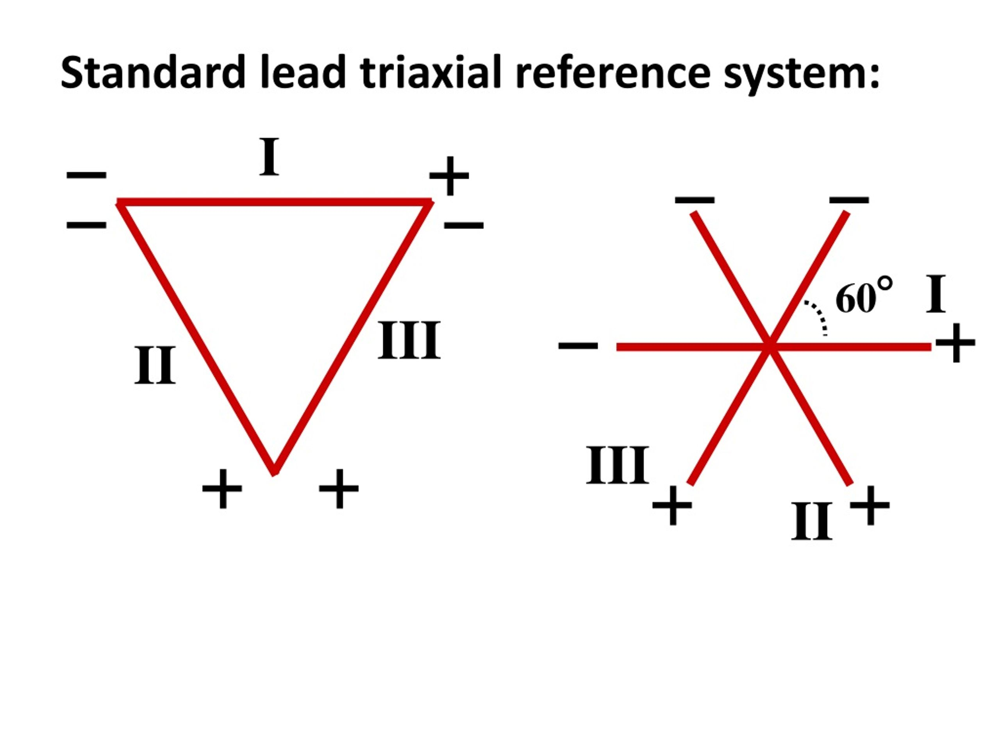 Standard lead triaxial reference system:
I
− +
− −
II III
+ +
− −
60° I
− +
III
+ II +